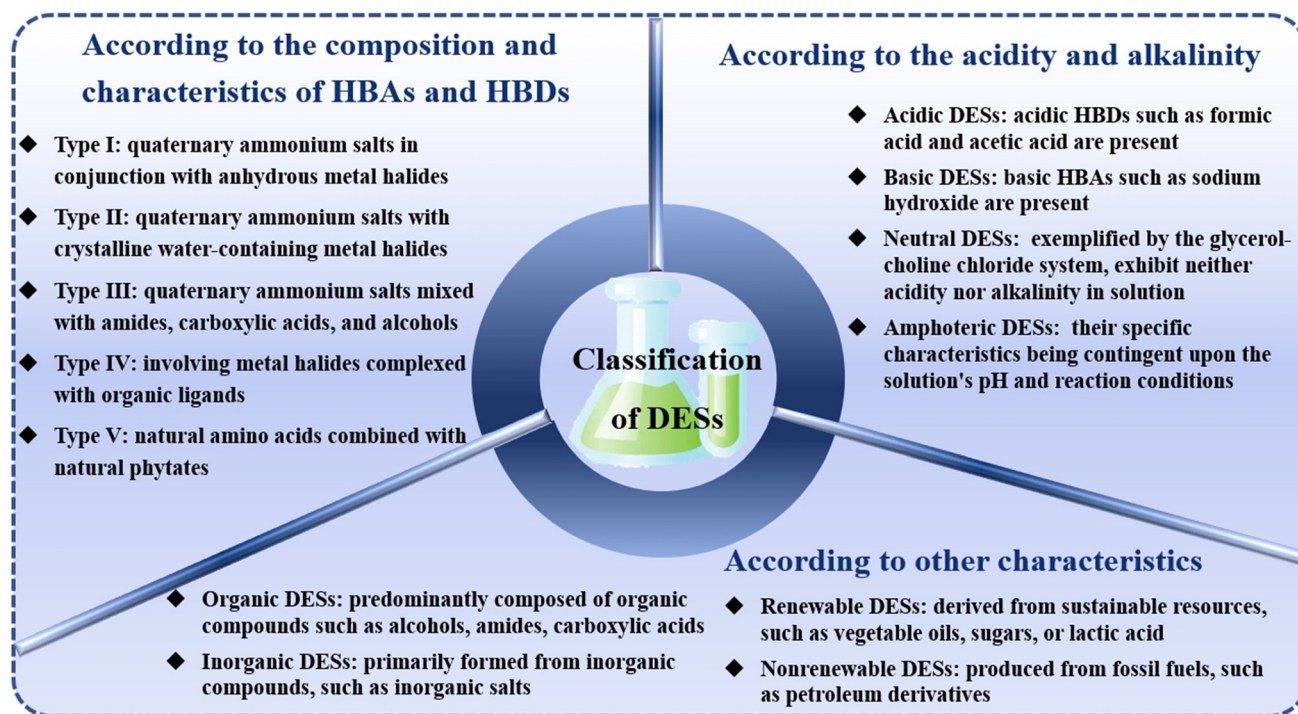 According to the composition and
characteristics of HBAs and HBDs
◆ Type I: quaternary ammonium salts in
conjunction with anhydrous metal halides
◆ Type II: quaternary ammonium salts with
crystalline water-containing metal halides
◆ Type III: quaternary ammonium salts mixed
with amides, carboxylic acids, and alcohols
◆ Type IV: involving metal halides complexed
with organic ligands
◆ Type V: natural amino acids combined with
natural phytates
According to the acidity and alkalinity
◆ Acidic DESs: acidic HBDs such as formic
acid and acetic acid are present
◆ Basic DESs: basic HBAs such as sodium
hydroxide are present
◆ Neutral DESs: exemplified by the glycerol-
choline chloride system, exhibit neither
acidity nor alkalinity in solution
◆ Amphoteric DESs: their specific
characteristics being contingent upon the
solution's pH and reaction conditions
Classification
of DESs
According to other characteristics
◆ Organic DESs: predominantly composed of organic
compounds such as alcohols, amides, carboxylic acids
◆ Inorganic DESs: primarily formed from inorganic
compounds, such as inorganic salts
◆ Renewable DESs: derived from sustainable resources,
such as vegetable oils, sugars, or lactic acid
◆ Nonrenewable DESs: produced from fossil fuels, such
as petroleum derivatives